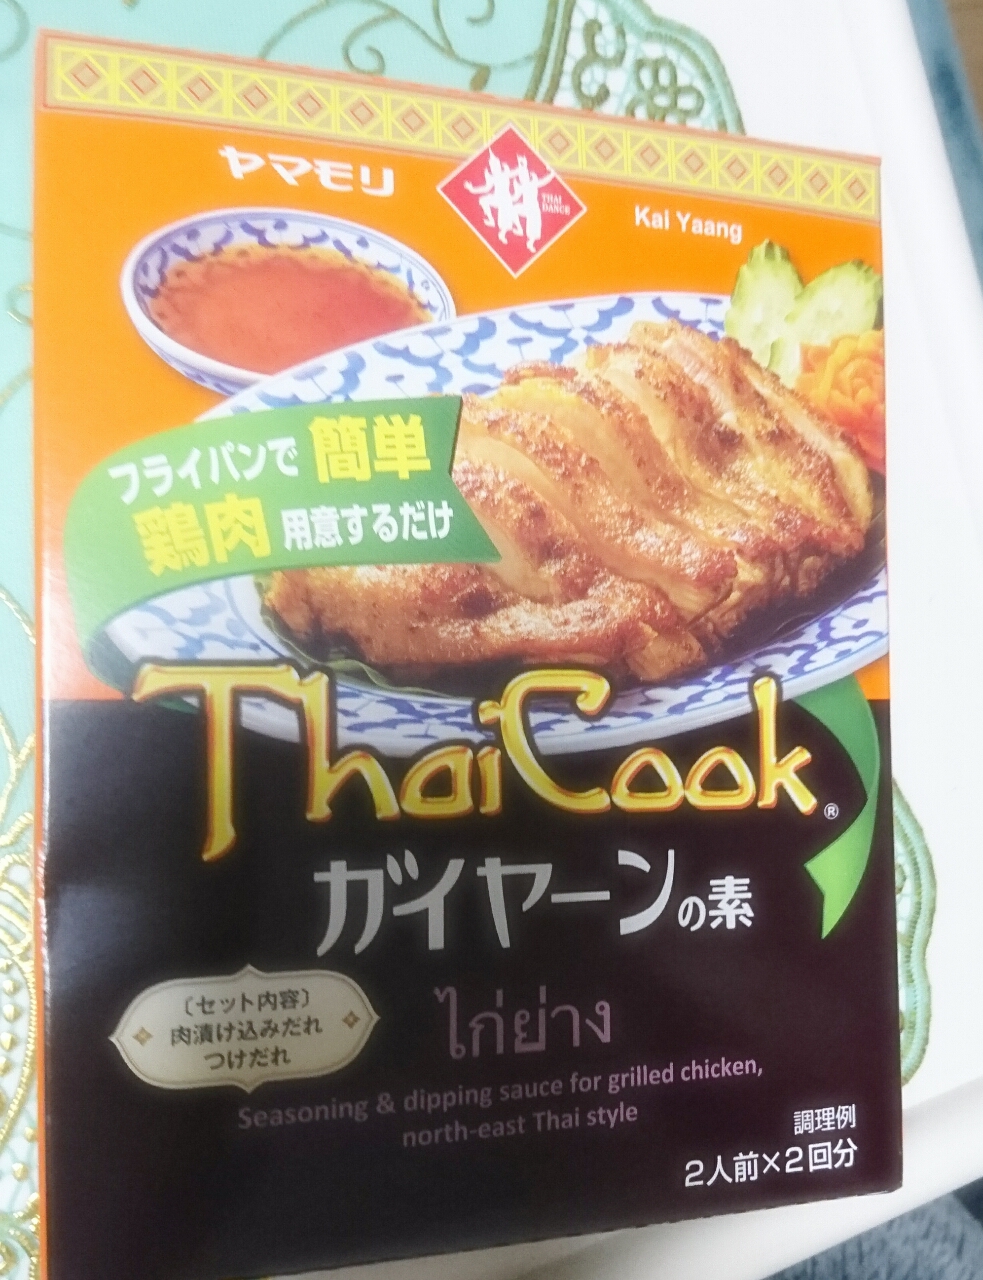 ヤマモリ
THAI
DANCE
Kai Yaang
フライパンで 簡単
鶏肉 用意するだけ
ThaiCook®
ガイヤーンの素
〔セット内容〕
肉漬け込みだれ
つけだれ
ไก่ย่าง
Seasoning & dipping sauce for grilled chicken,
north-east Thai style
調理例
2人前×2回分